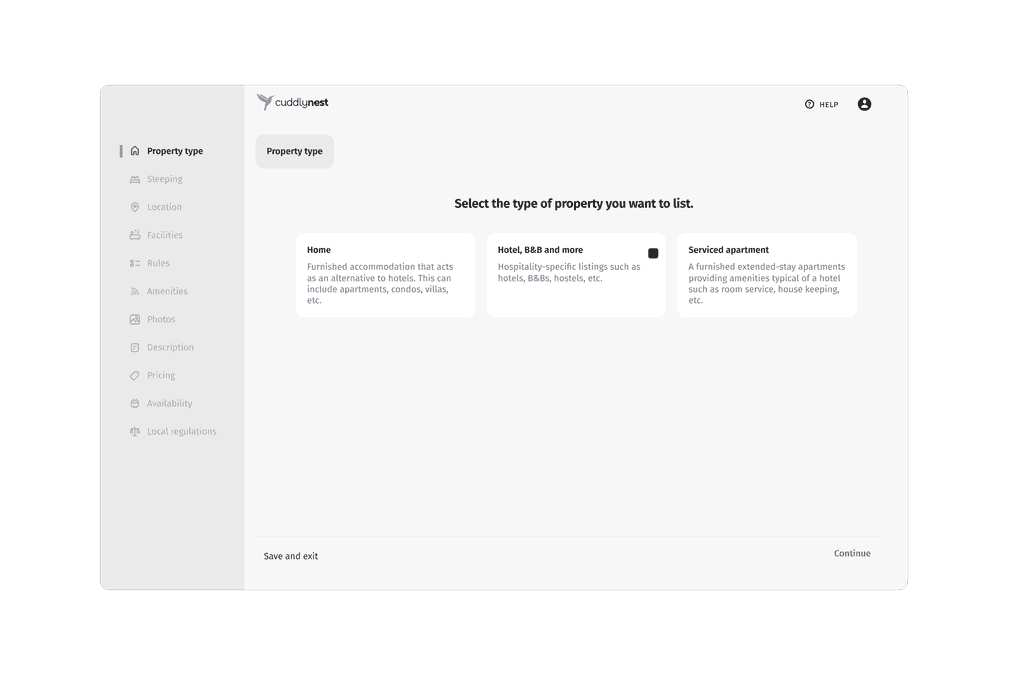 cuddlynest
HELP
Property type
Sleeping
Location
Facilities
Rules
Amenities
Photos
Description
Pricing
Availability
Local regulations
Property type
Select the type of property you want to list.
Home
Furnished accommodation that acts
as an alternative to hotels. This can
include apartments, condos, villas,
etc.
Hotel, B&B and more
Hospitality-specific listings such as
hotels, B&Bs, hostels, etc.
Serviced apartment
A furnished extended-stay apartments
providing amenities typical of a hotel
such as room service, house keeping,
etc.
Save and exit
Continue